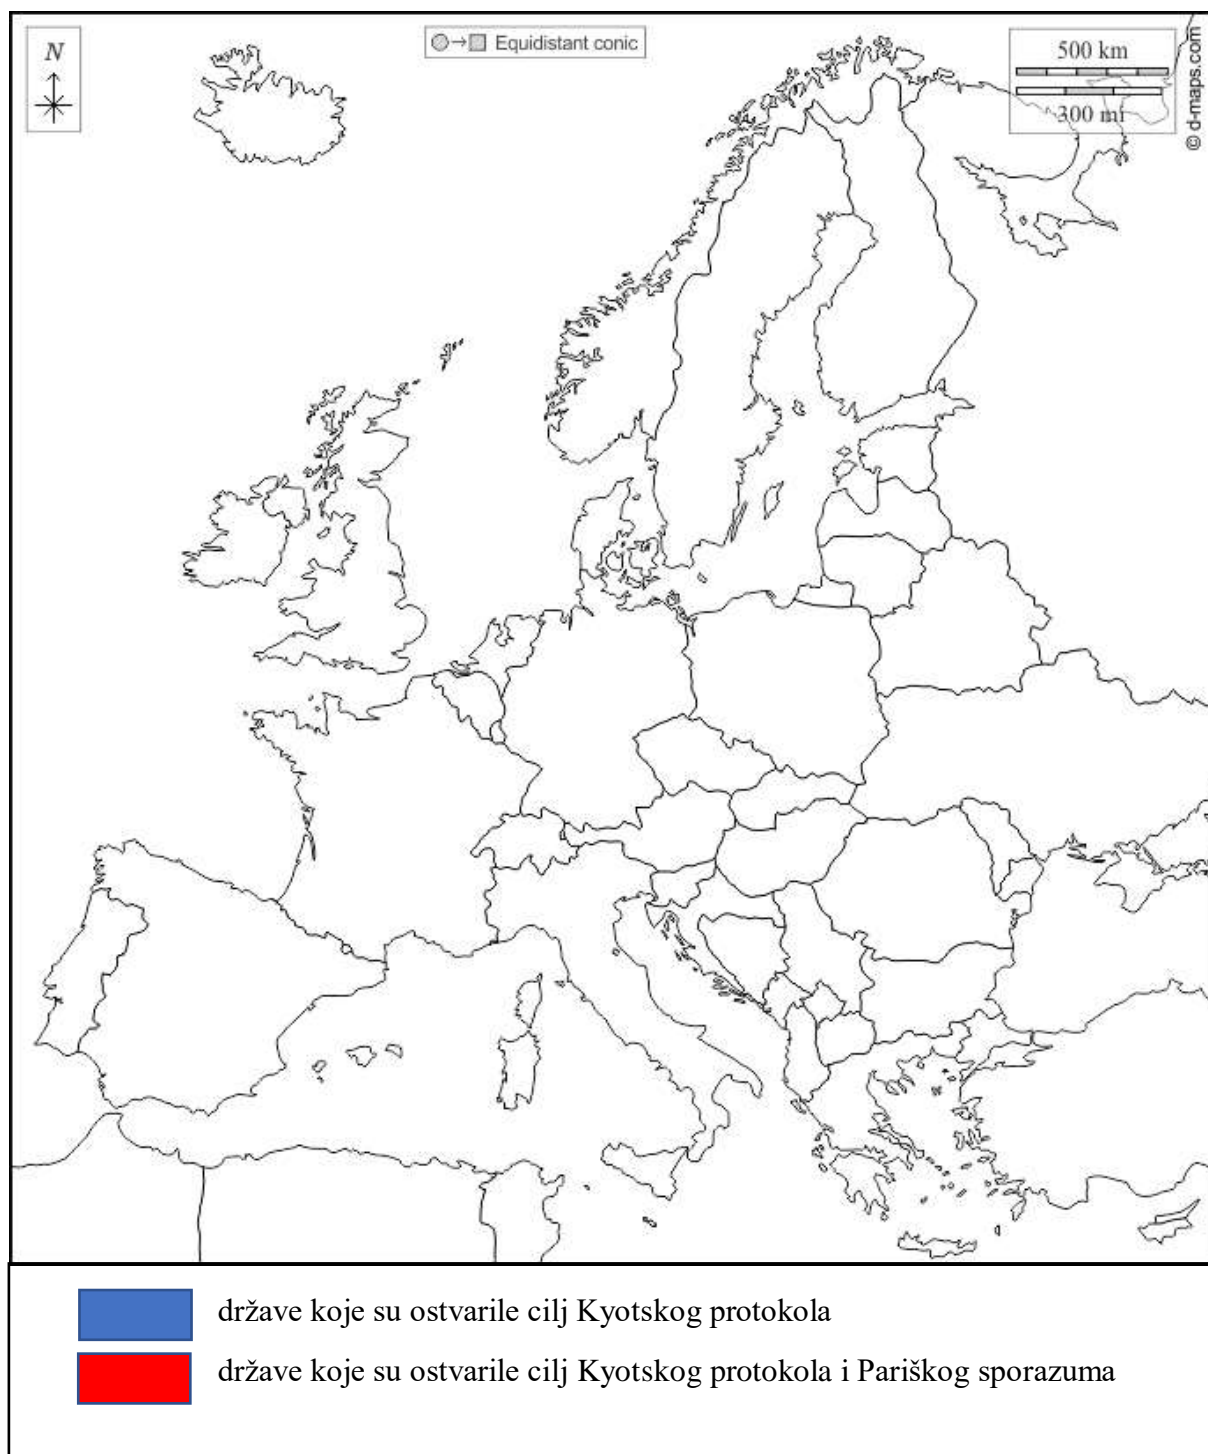 N
Equidistant conic
500 km
300 mi
© d-maps.com
države koje su ostvarile cilj Kyotskog protokola
države koje su ostvarile cilj Kyotskog protokola i Pariškog sporazuma